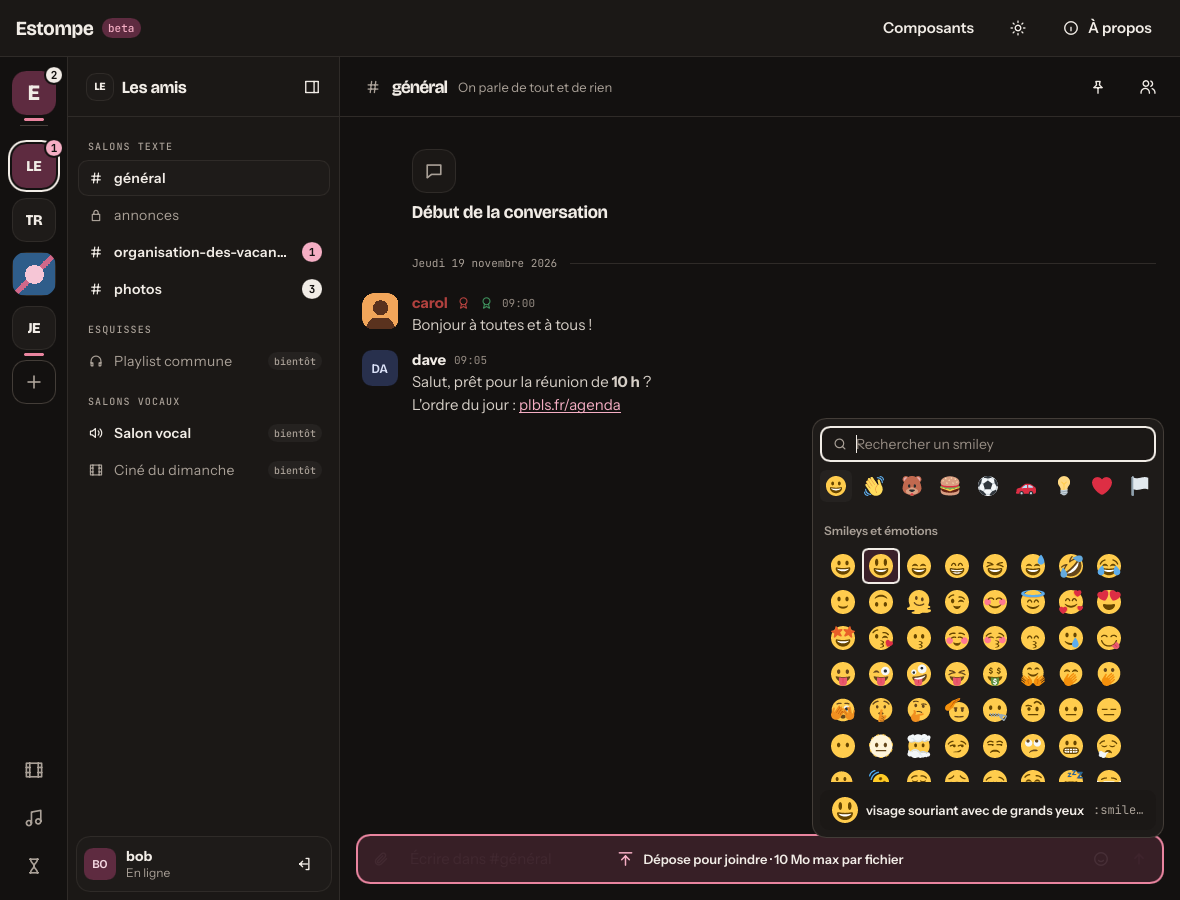 Estompe beta
Composants
À propos
E 2
LE 1
TR
JE
LE Les amis
SALONS TEXTE
général
annonces
organisation-des-vacan… 1
photos 3
ESQUISSES
Playlist commune bientôt
SALONS VOCAUX
Salon vocal bientôt
Ciné du dimanche bientôt
BO bob
En ligne
# général On parle de tout et de rien
Début de la conversation
Jeudi 19 novembre 2026
carol 09:00
Bonjour à toutes et à tous !
DA dave 09:05
Salut, prêt pour la réunion de 10 h ?
L'ordre du jour : plbls.fr/agenda
Rechercher un smiley
Smileys et émotions
visage souriant avec de grands yeux :smile…
Écrire dans #général
Dépose pour joindre · 10 Mo max par fichier